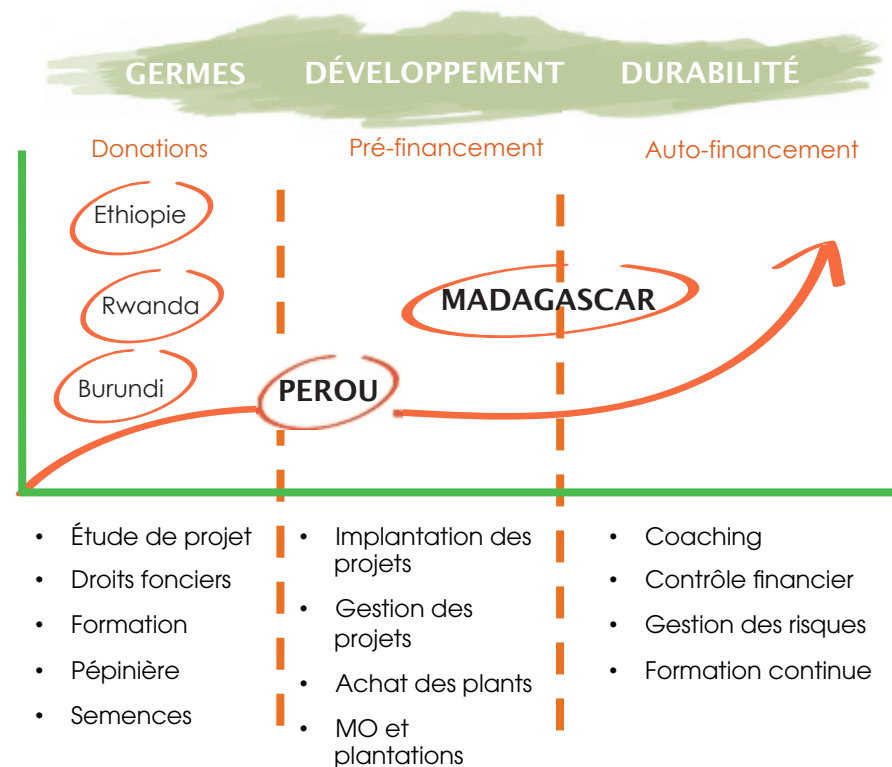 GERMES DÉVELOPPEMENT DURABILITÉ
Donations Pré-financement Auto-financement
Ethiopie
Rwanda
MADAGASCAR
Burundi
PEROU
• Étude de projet
• Droits fonciers
• Formation
• Pépinière
• Semences
• Implantation des
projets
• Gestion des
projets
• Achat des plants
• MO et
plantations
• Coaching
• Contrôle financier
• Gestion des risques
• Formation continue